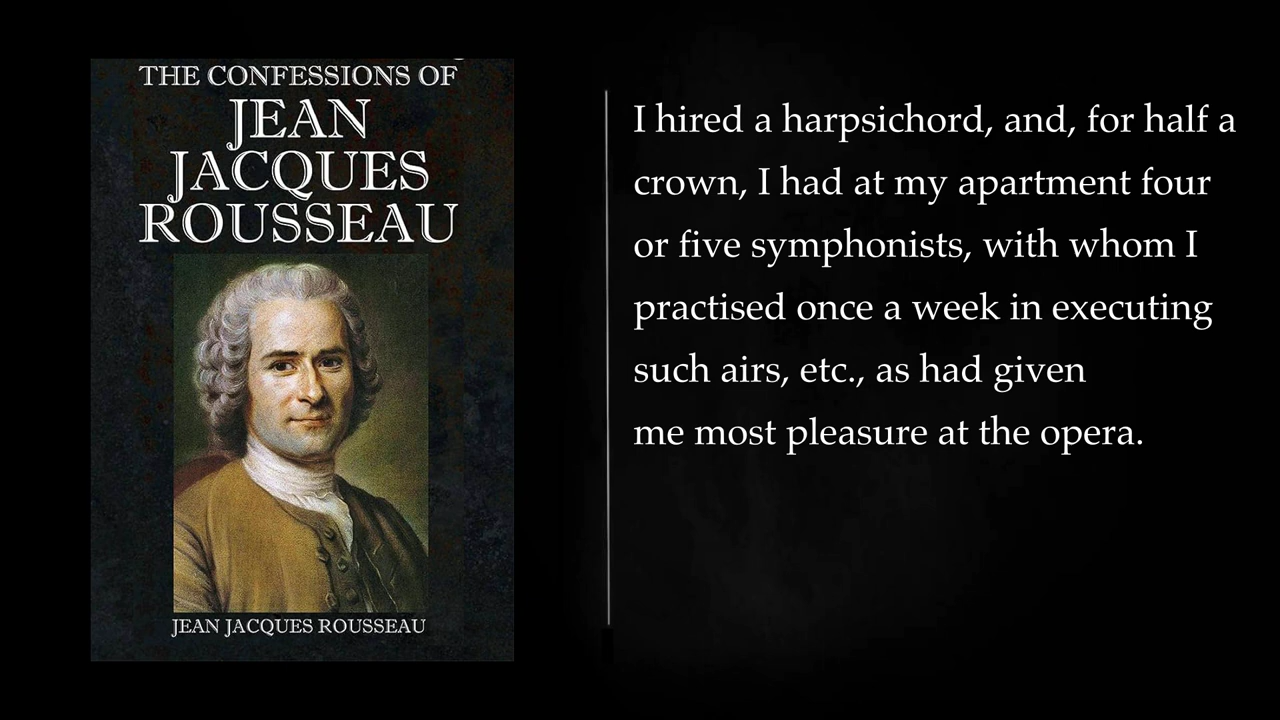 THE CONFESSIONS OF
JEAN
JACQUES
ROUSSEAU
JEAN JACQUES ROUSSEAU
I hired a harpsichord, and, for half a
crown, I had at my apartment four
or five symphonists, with whom I
practised once a week in executing
such airs, etc., as had given
me most pleasure at the opera.